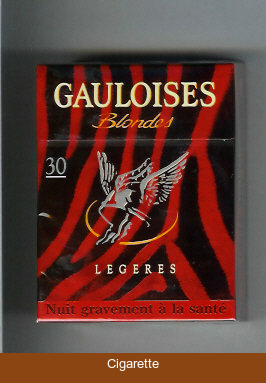 GAULOISES
Blondes
30
LEGERES
Nuit gravement à la santé
Cigarette